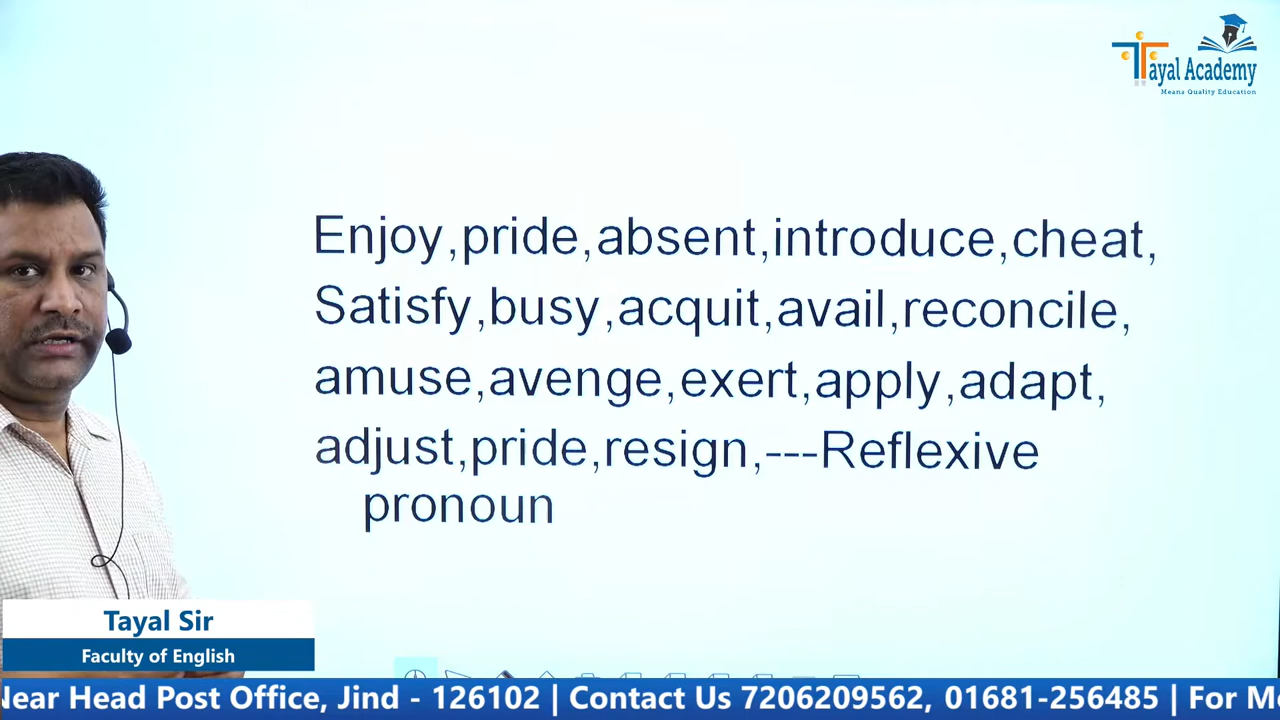 Tayal Academy
Means Quality Education
Enjoy,pride,absent,introduce,cheat,
Satisfy,busy,acquit,avail,reconcile,
amuse,avenge,exert,apply,adapt,
adjust,pride,resign,---Reflexive
pronoun
Tayal Sir
Faculty of English
Near Head Post Office, Jind - 126102 | Contact Us 7206209562, 01681-256485 | For